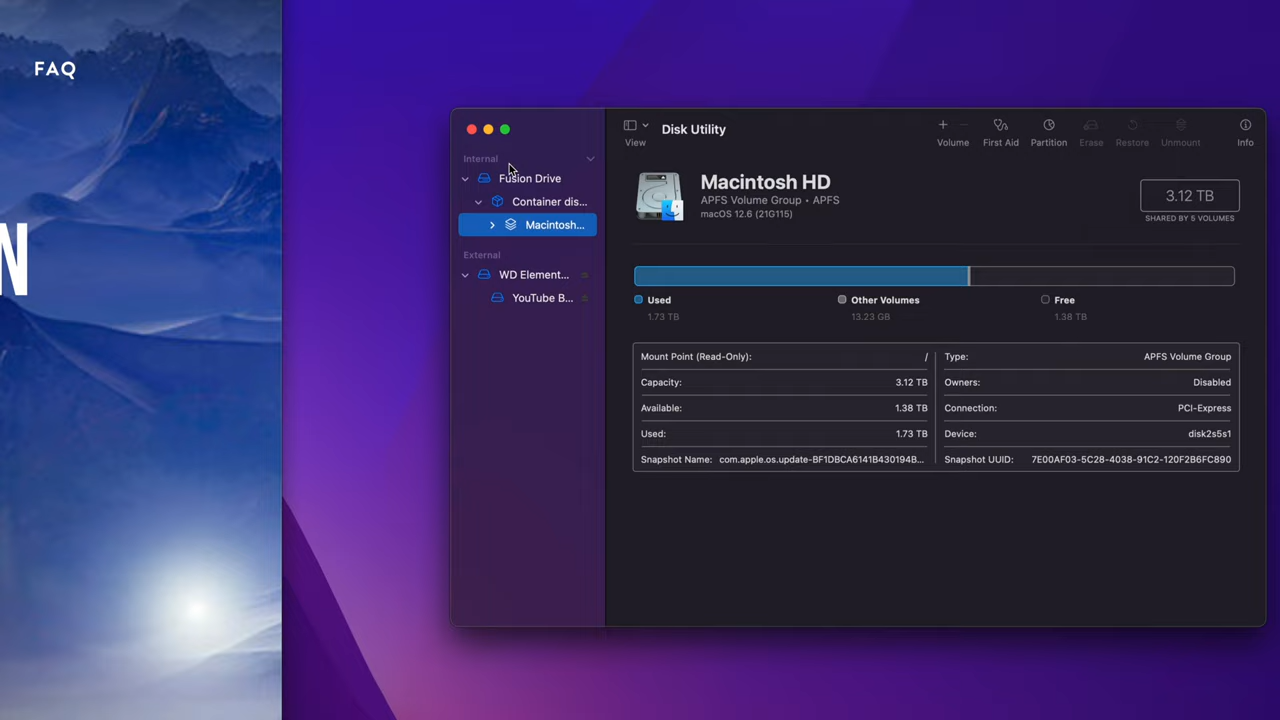 FAQ
N
Disk Utility
View
Volume
First Aid
Partition
Erase
Restore
Unmount
Info
Internal
Fusion Drive
Container dis...
Macintosh...
External
WD Element...
YouTube B...
Macintosh HD
APFS Volume Group • APFS
macOS 12.6 (21G115)
3.12 TB
SHARED BY 5 VOLUMES
Used
1.73 TB
Other Volumes
13.23 GB
Free
1.38 TB
Mount Point (Read-Only): /
Type: APFS Volume Group
Capacity: 3.12 TB
Owners: Disabled
Available: 1.38 TB
Connection: PCI-Express
Used: 1.73 TB
Device: disk2s5s1
Snapshot Name: com.apple.os.update-BF1DBCA6141B430194B...
Snapshot UUID: 7E00AF03-5C28-4038-91C2-120F2B6FC890